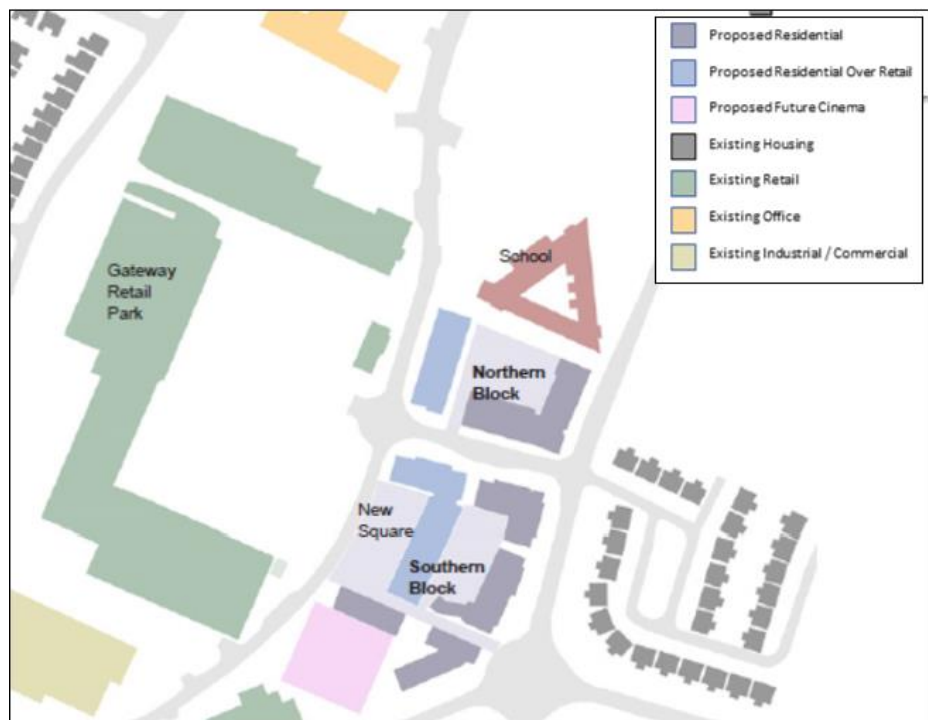 Proposed Residential
Proposed Residential Over Retail
Proposed Future Cinema
Existing Housing
Existing Retail
Existing Office
Existing Industrial / Commercial
School
Gateway
Retail
Park
Northern
Block
New
Square
Southern
Block